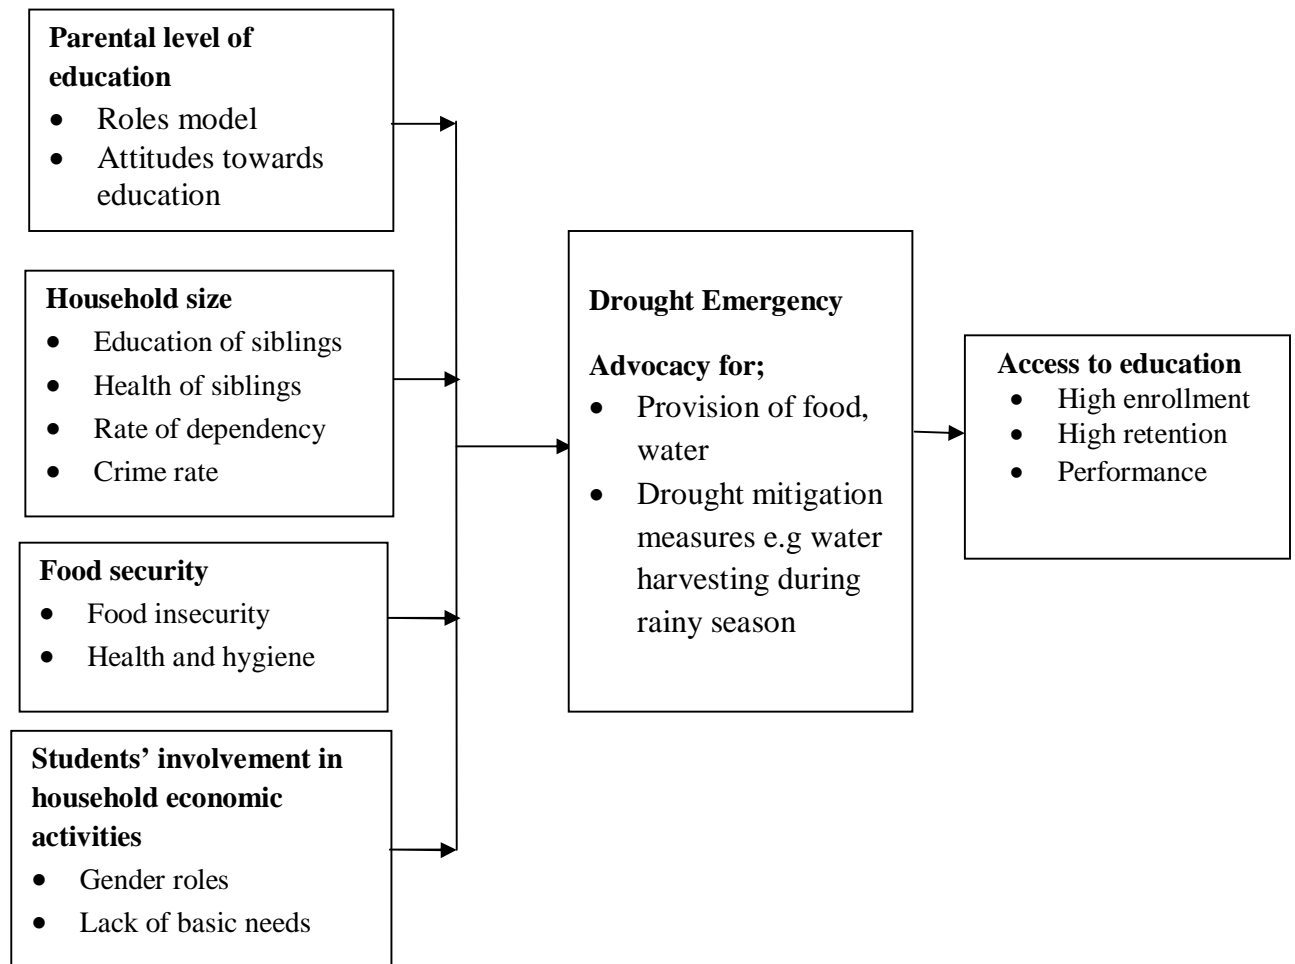 Parental level of
education
• Roles model
• Attitudes towards
education
Household size
• Education of siblings
• Health of siblings
• Rate of dependency
• Crime rate
Food security
• Food insecurity
• Health and hygiene
Students’ involvement in
household economic
activities
• Gender roles
• Lack of basic needs
Drought Emergency
Advocacy for;
• Provision of food,
water
• Drought mitigation
measures e.g water
harvesting during
rainy season
Access to education
• High enrollment
• High retention
• Performance